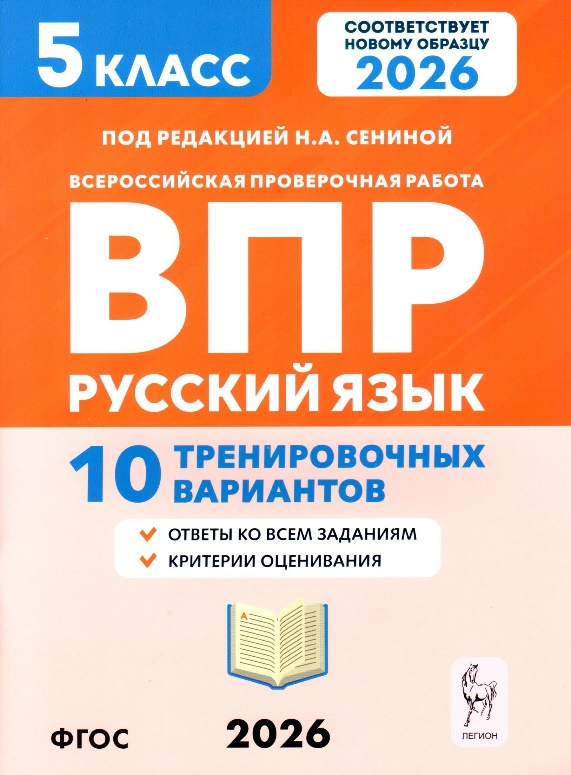 5 КЛАСС
СООТВЕТСТВУЕТ
НОВОМУ ОБРАЗЦУ
2026
ПОД РЕДАКЦИЕЙ Н.А. СЕНИНОЙ
ВСЕРОССИЙСКАЯ ПРОВЕРОЧНАЯ РАБОТА
ВПР
РУССКИЙ ЯЗЫК
10 ТРЕНИРОВОЧНЫХ
ВАРИАНТОВ
ОТВЕТЫ КО ВСЕМ ЗАДАНИЯМ
КРИТЕРИИ ОЦЕНИВАНИЯ
А
ФГОС
2026
ЛЕГИОН